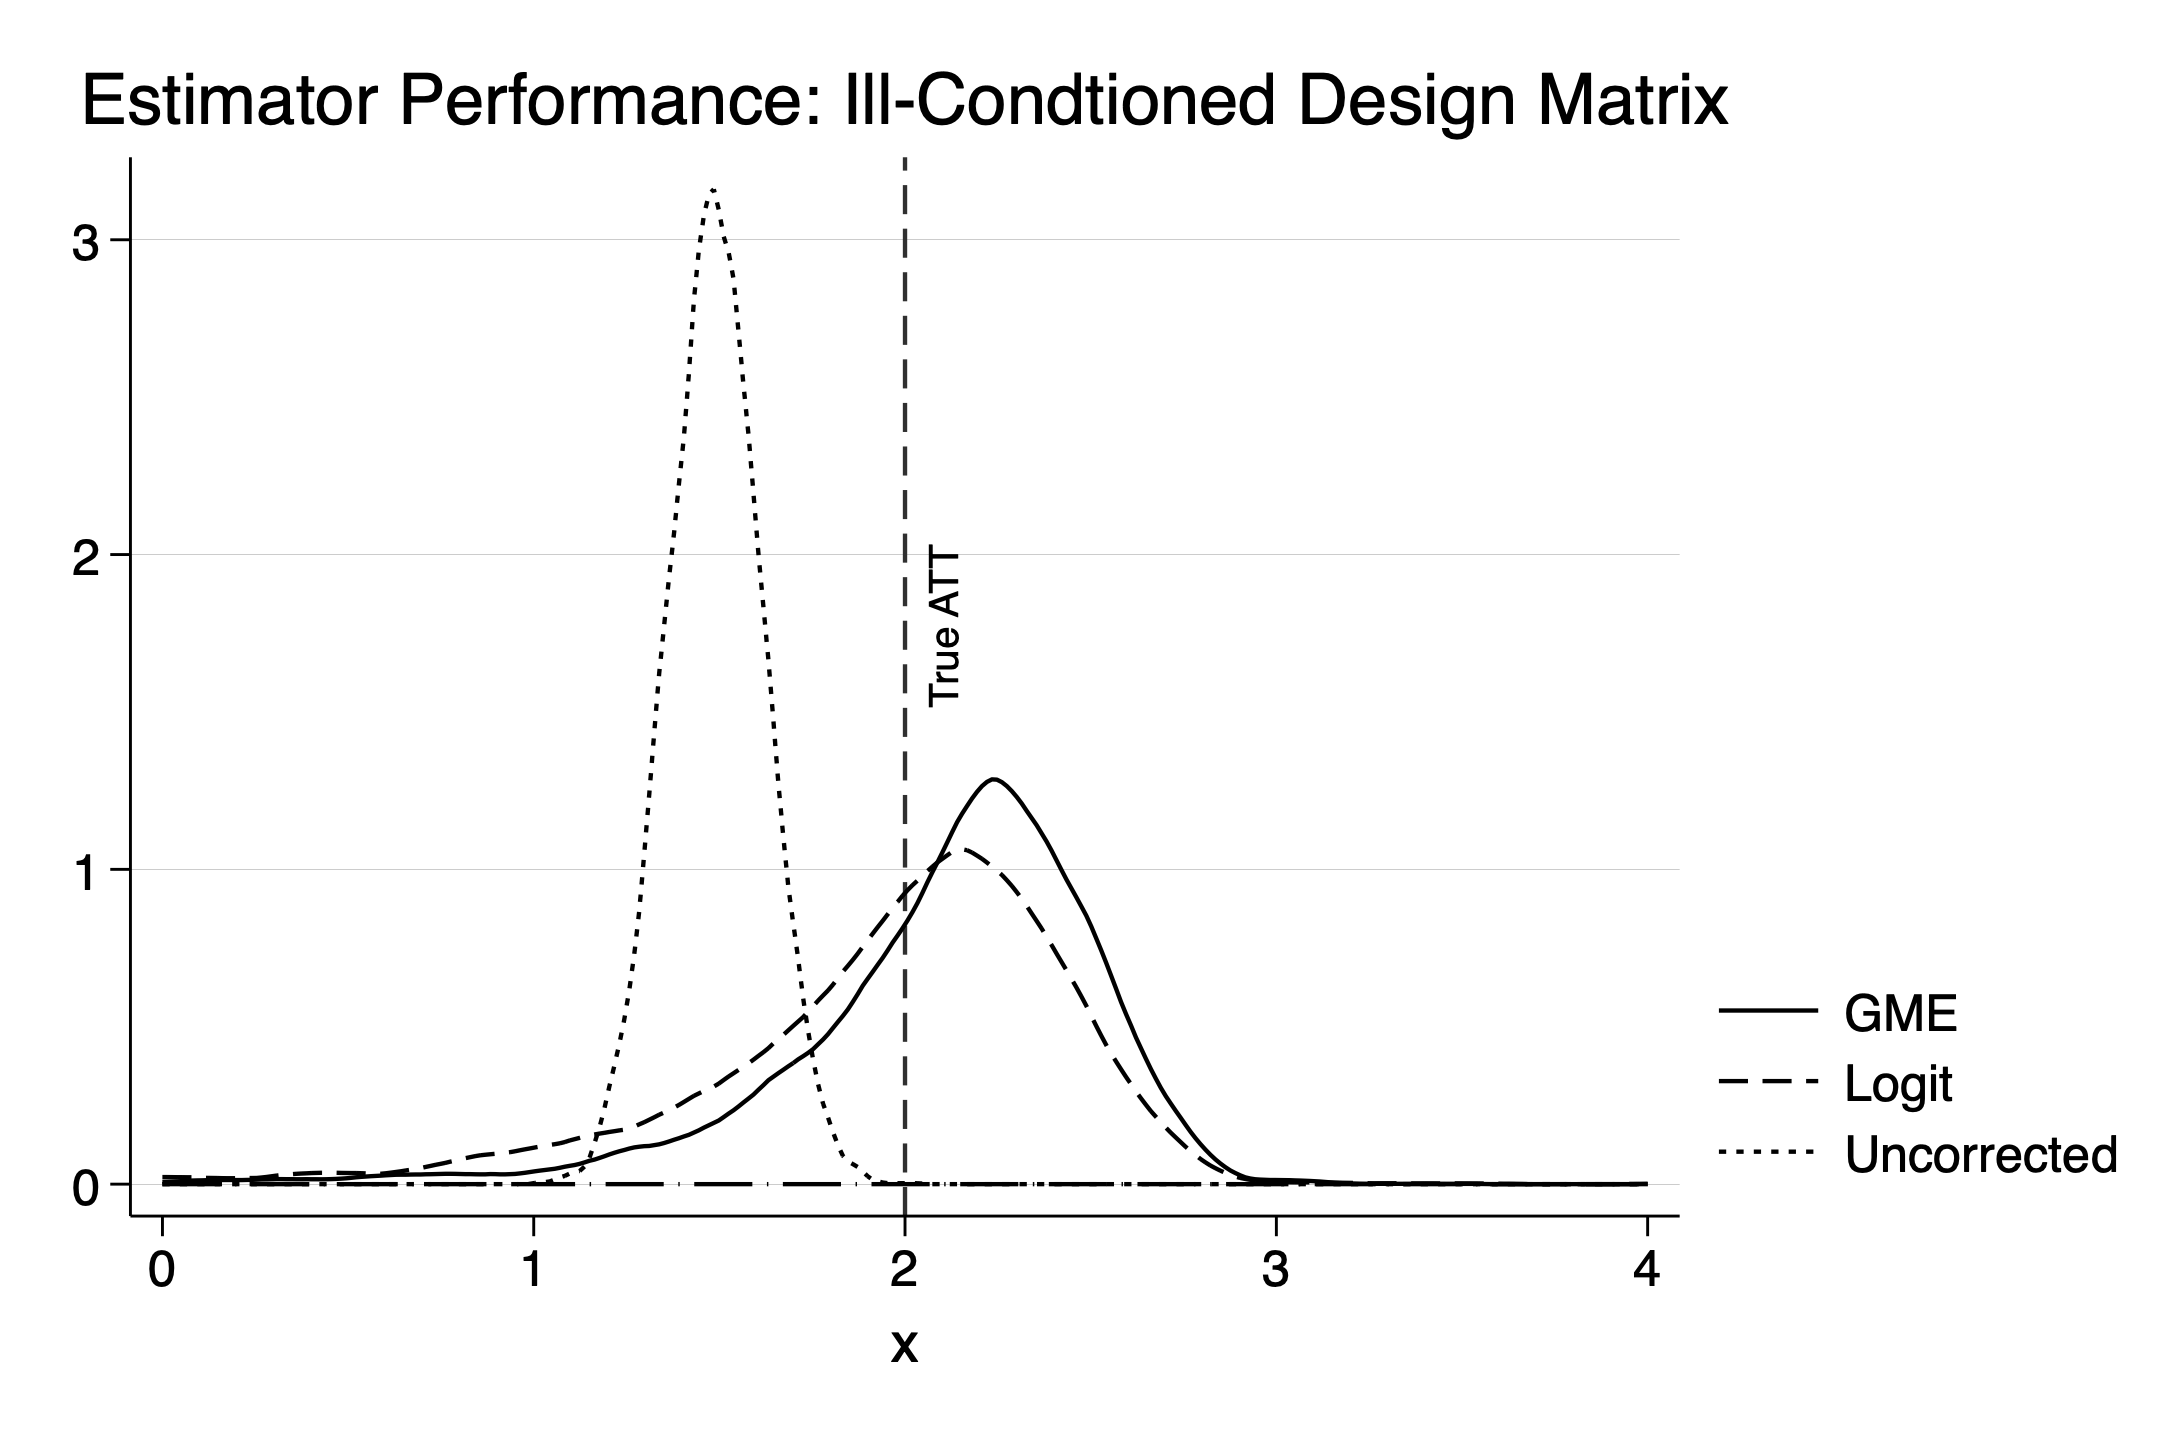 Estimator Performance: Ill-Condtioned Design Matrix
3
2
1
0
True ATT
GME
Logit
Uncorrected
0 1 2 3 4
x